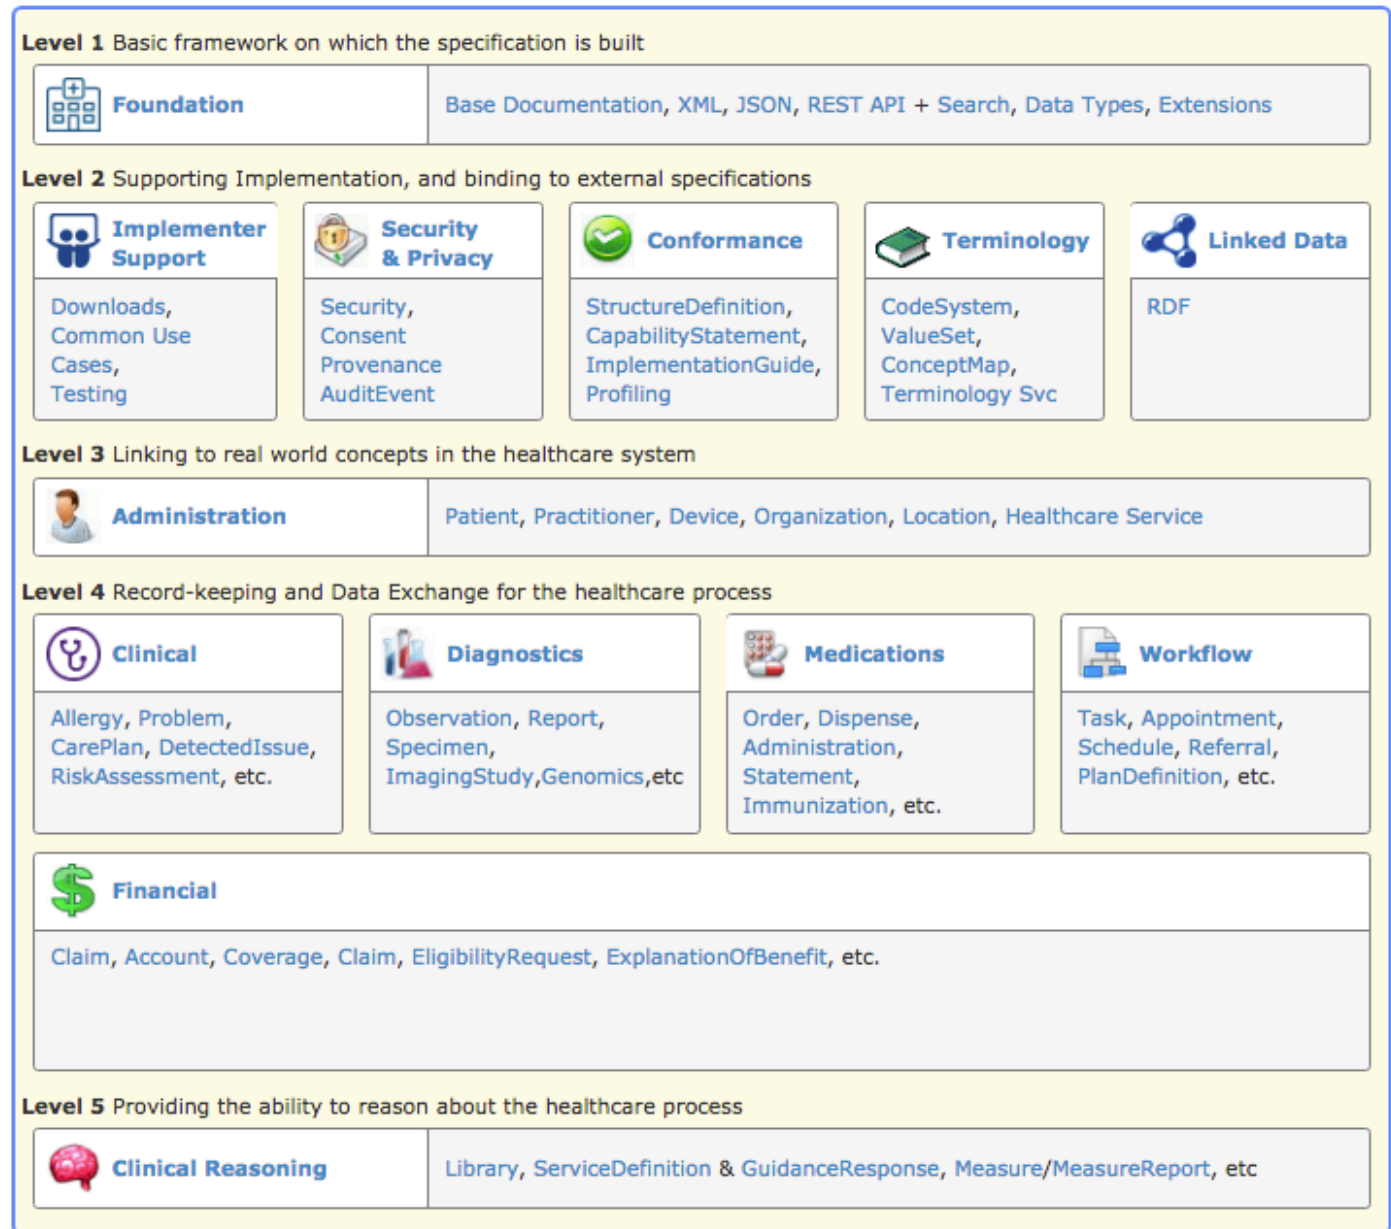 Level 1 Basic framework on which the specification is built
Foundation
Base Documentation, XML, JSON, REST API + Search, Data Types, Extensions
Level 2 Supporting Implementation, and binding to external specifications
Implementer
Support
Downloads,
Common Use
Cases,
Testing
Security
& Privacy
Security,
Consent
Provenance
AuditEvent
Conformance
StructureDefinition,
CapabilityStatement,
ImplementationGuide,
Profiling
Terminology
CodeSystem,
ValueSet,
ConceptMap,
Terminology Svc
Linked Data
RDF
Level 3 Linking to real world concepts in the healthcare system
Administration
Patient, Practitioner, Device, Organization, Location, Healthcare Service
Level 4 Record-keeping and Data Exchange for the healthcare process
Clinical
Allergy, Problem,
CarePlan, DetectedIssue,
RiskAssessment, etc.
Diagnostics
Observation, Report,
Specimen,
ImagingStudy,Genomics,etc
Medications
Order, Dispense,
Administration,
Statement,
Immunization, etc.
Workflow
Task, Appointment,
Schedule, Referral,
PlanDefinition, etc.
Financial
Claim, Account, Coverage, Claim, EligibilityRequest, ExplanationOfBenefit, etc.
Level 5 Providing the ability to reason about the healthcare process
Clinical Reasoning
Library, ServiceDefinition & GuidanceResponse, Measure/MeasureReport, etc